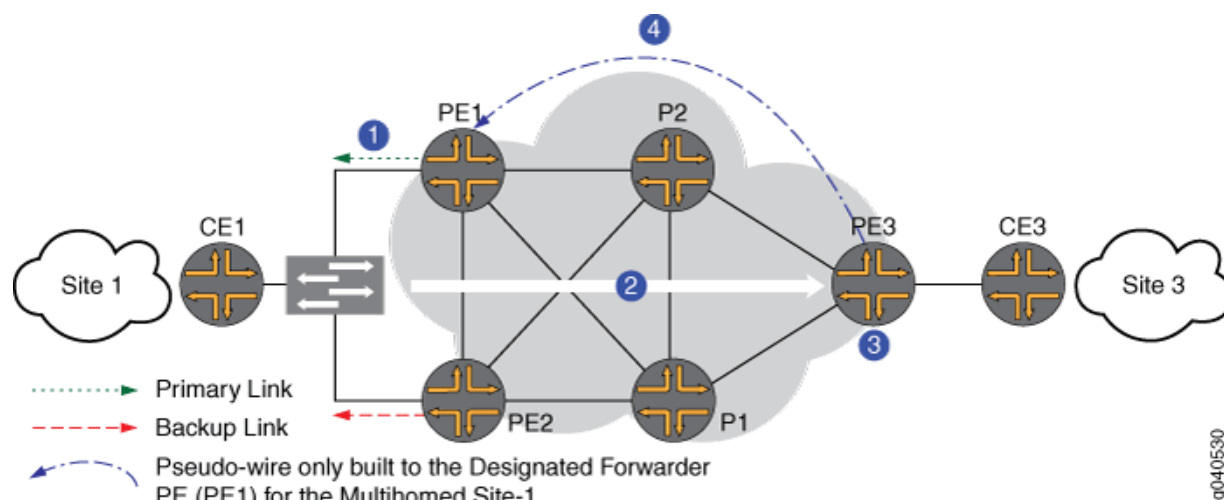 4
PE1
P2
1
CE1
PE3
CE3
Site 1
2
Site 3
3
Primary Link
Backup Link
PE2
P1
Pseudo-wire only built to the Designated Forwarder
PE (PE1) for the Multihomed Site-1
g040530